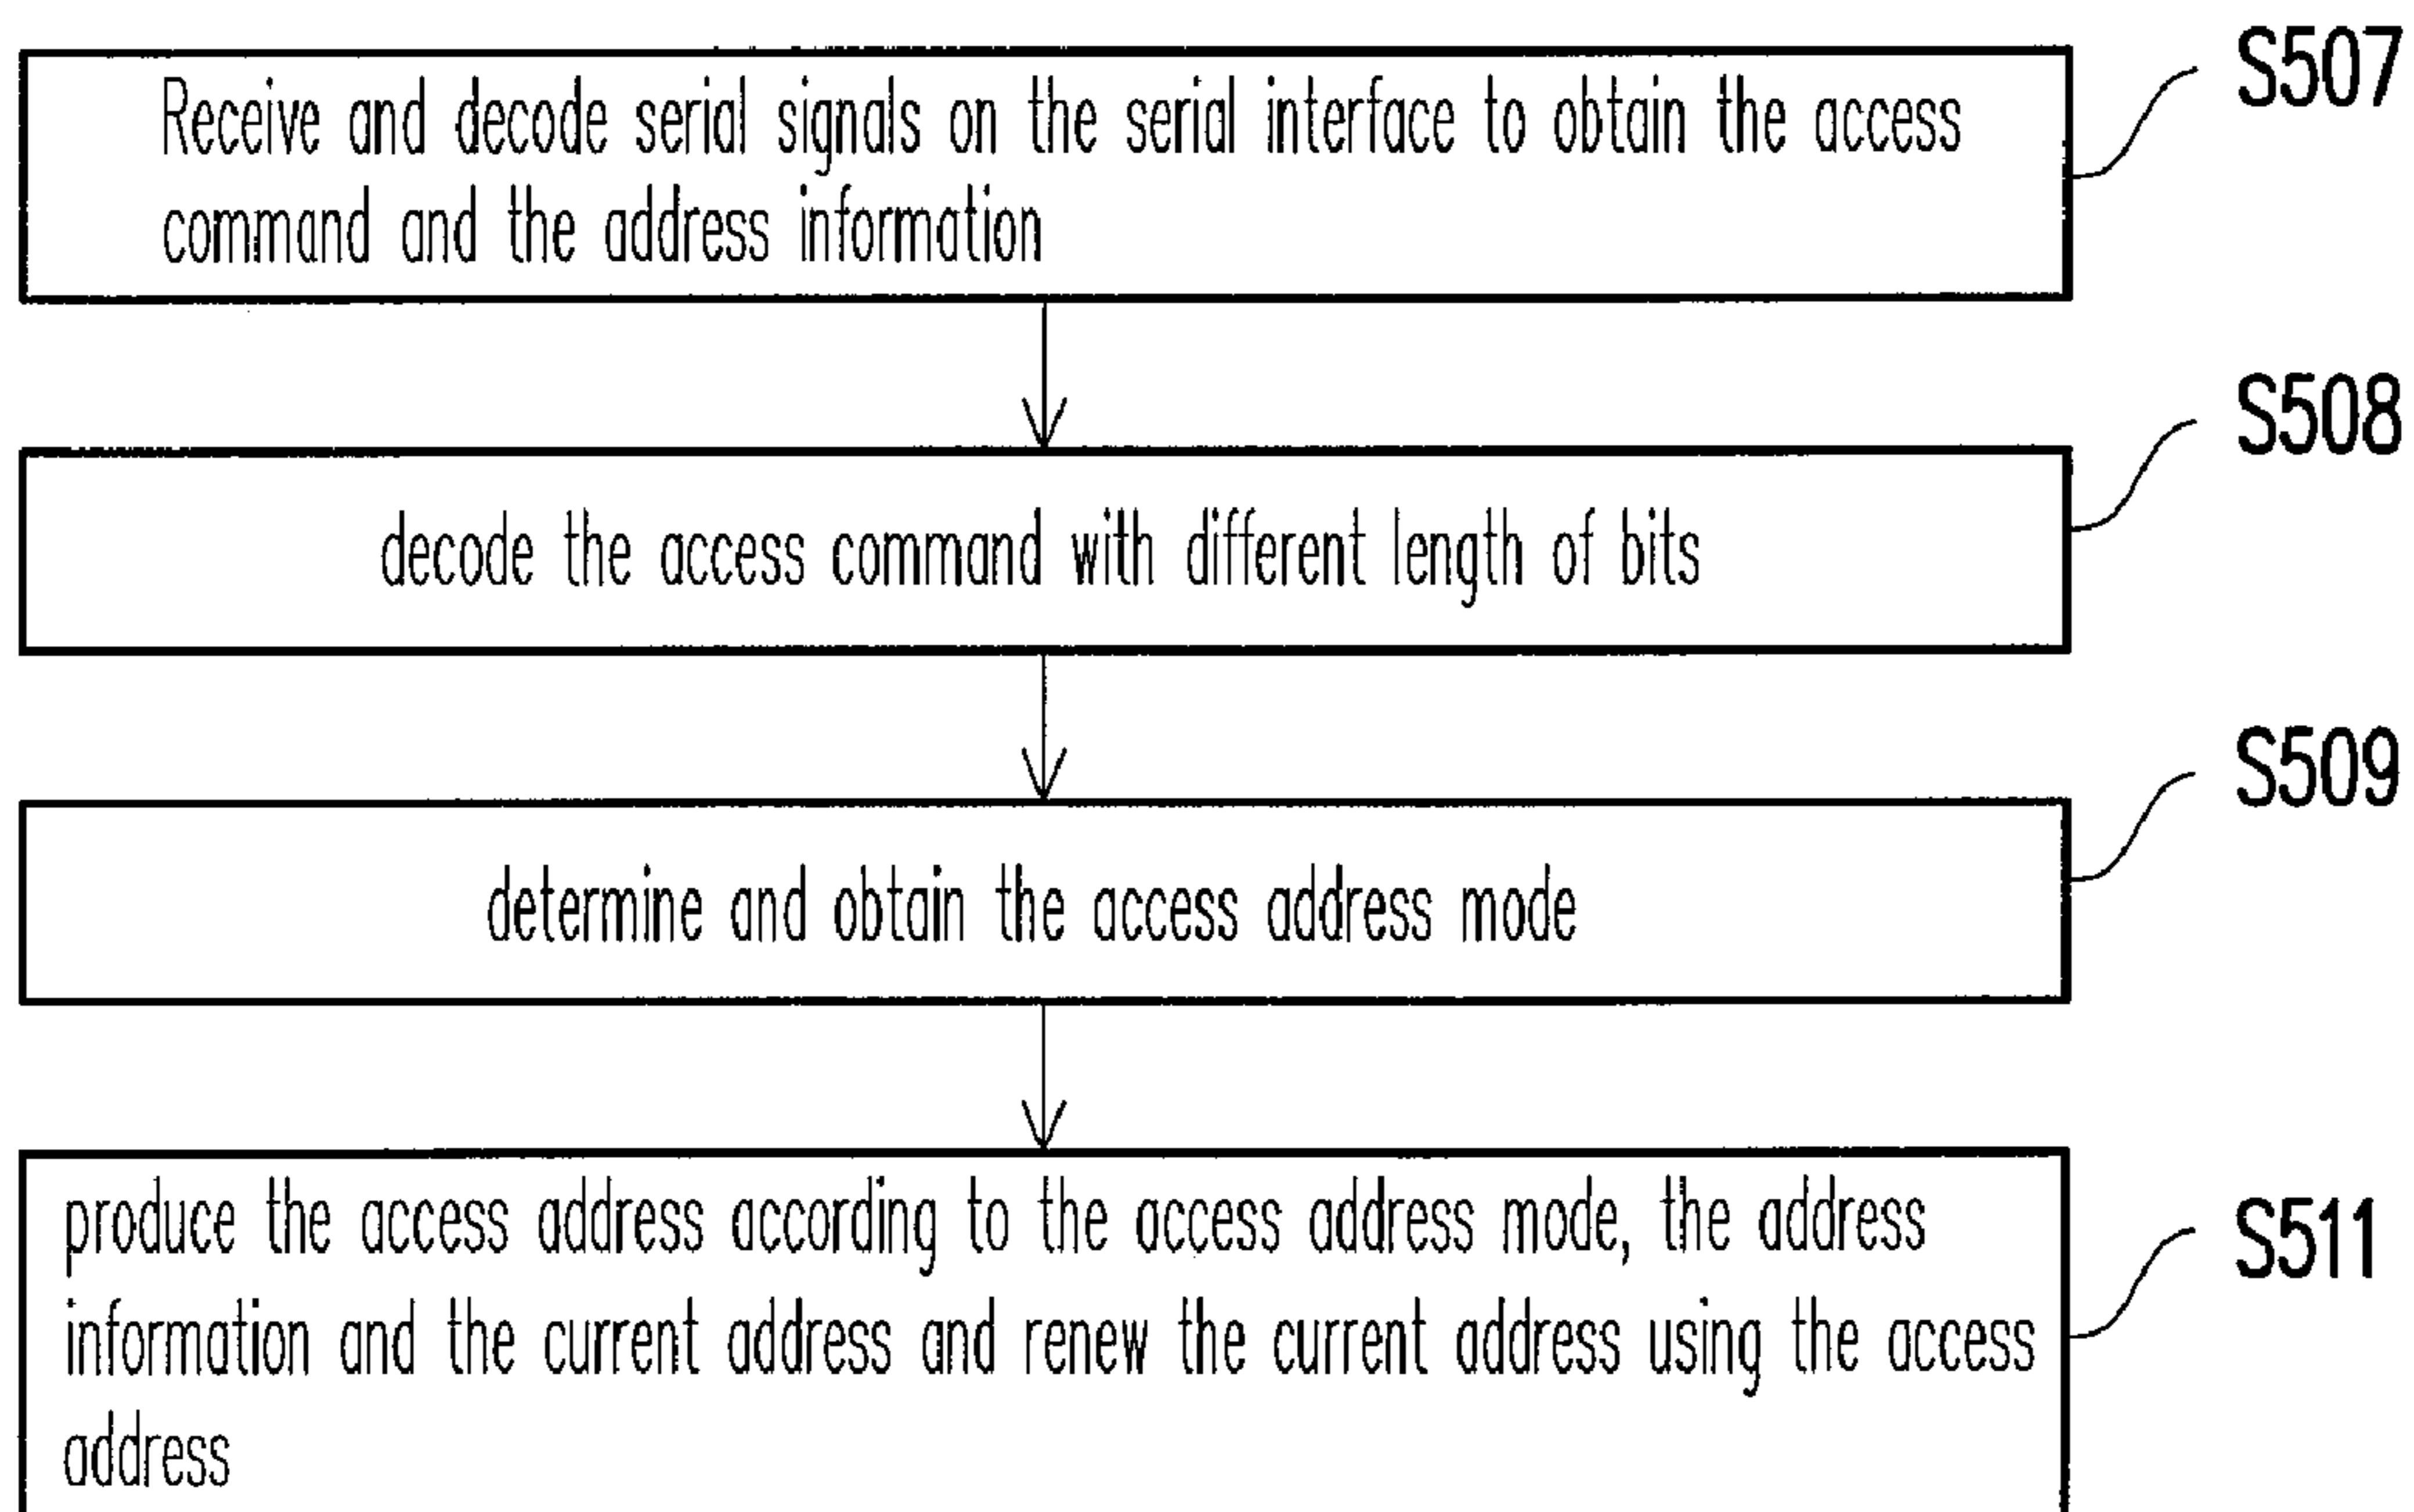 S507
Receive and decode serial signals on the serial interface to obtain the access
command and the address information
S508
decode the access command with different length of bits
S509
determine and obtain the access address mode
S511
produce the access address according to the access address mode, the address
information and the current address and renew the current address using the access
address